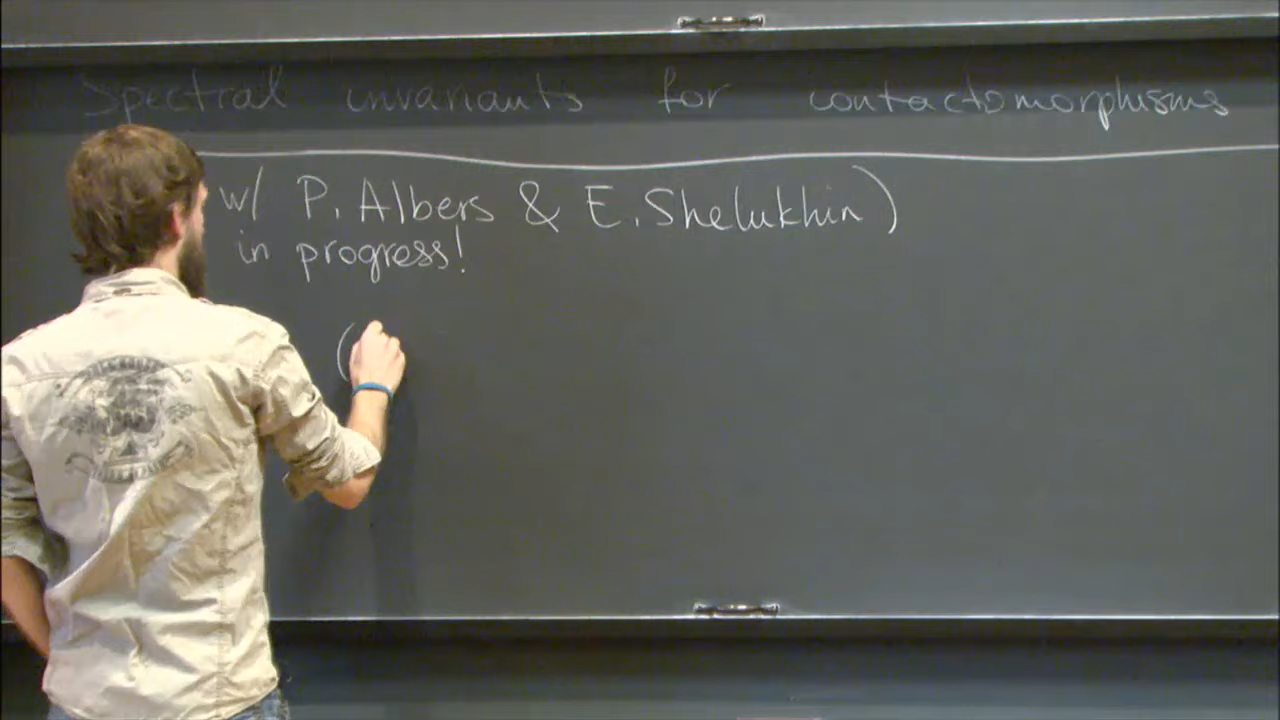 Spectral invariants for contactomorphisms
w/ P. Albers & E. Shelukhin)
in progress!
(